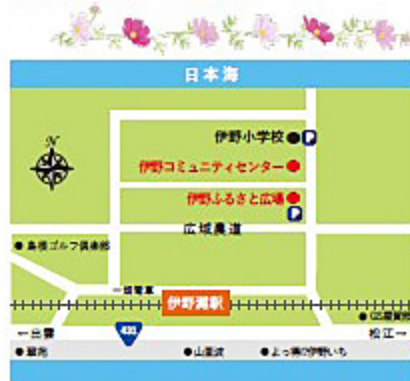 日本海
N
伊野小学校
P
伊野コミュニティセンター
伊野ふるさと広場
P
広域農道
島根ゴルフ倶楽部
一畑電車
伊野灘駅
←出雲
431
松江→